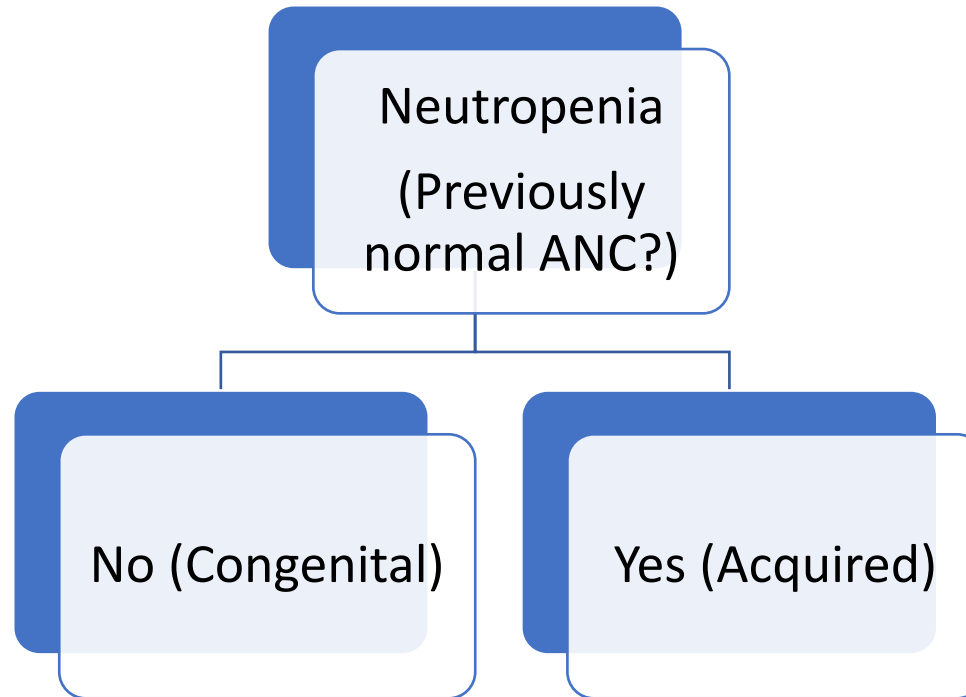 Neutropenia
(Previously
normal ANC?)
No (Congenital)
Yes (Acquired)